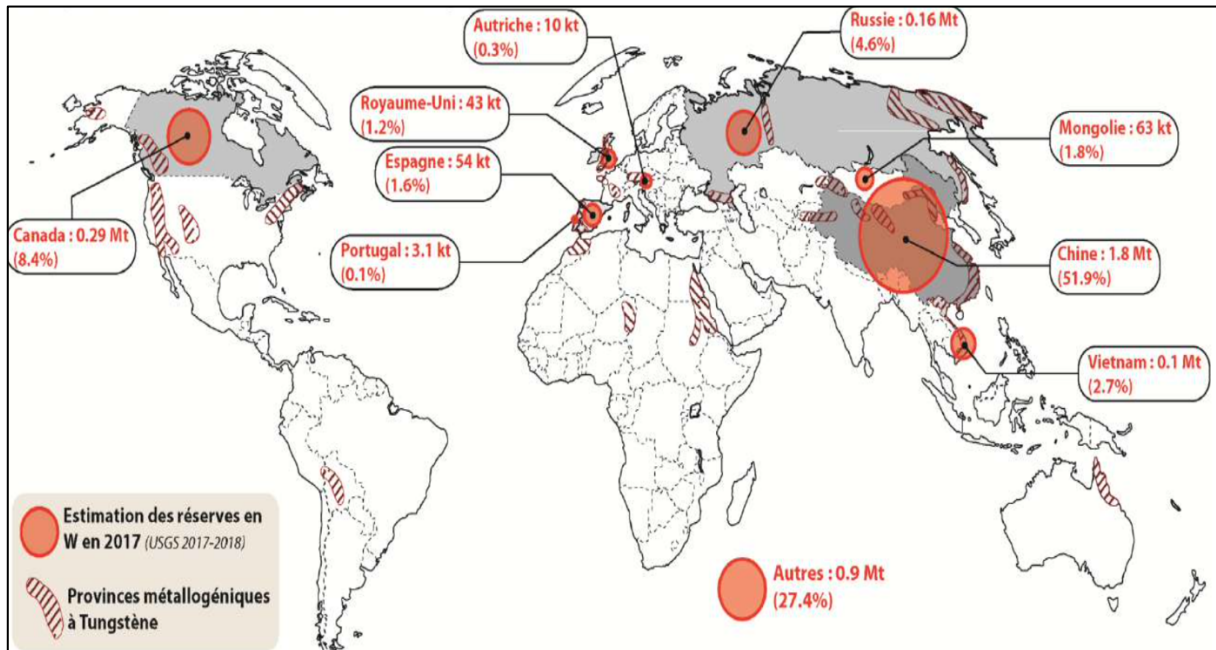 Autriche : 10 kt
(0.3%)
Russie : 0.16 Mt
(4.6%)
Royaume-Uni : 43 kt
(1.2%)
Mongolie : 63 kt
(1.8%)
Espagne : 54 kt
(1.6%)
Canada : 0.29 Mt
(8.4%)
Portugal : 3.1 kt
(0.1%)
Chine : 1.8 Mt
(51.9%)
Vietnam : 0.1 Mt
(2.7%)
Estimation des réserves en
W en 2017 (USGS 2017-2018)
Provinces métallogéniques
à Tungstène
Autres : 0.9 Mt
(27.4%)